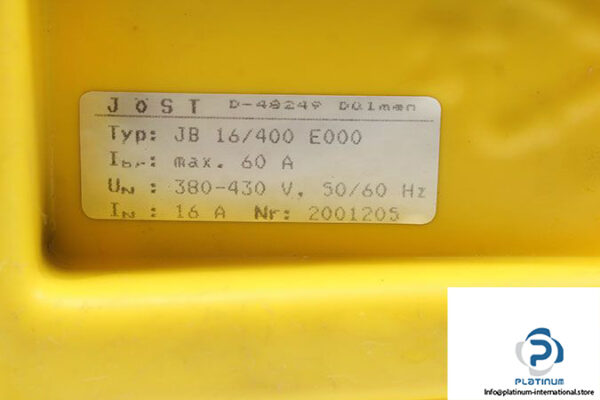 JÖST D-48249 Dülmen
Typ: JB 16/400 E000
Ibr: max. 60 A
UN : 380-430 V, 50/60 Hz
IN : 16 A Nr: 2001205
PLATINUM
Info@platinum-international.store